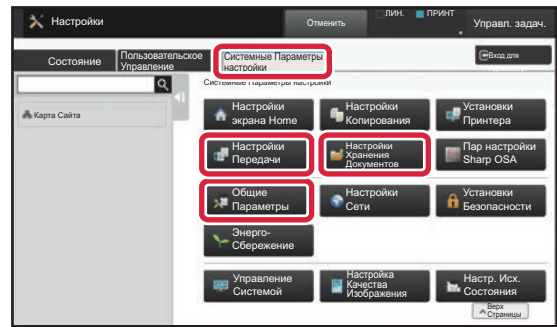 Настройки
Отменить
ЛИН.
ПРИНТ
Управл. задач.
Состояние
Пользовательское
Управление
Системные Параметры
настройки
Вход для
Системные Параметры настройки
Карта Сайта
Настройки
экрана Home
Настройки
Копирования
Установки
Принтера
Настройки
Передачи
Настройки
Хранения
Документов
Пар настройки
Sharp OSA
Общие
Параметры
Настройки
Сети
Установки
Безопасности
Энерго-
Сбережение
Управление
Системой
Настройка
Качества
Изображения
Настр. Исх.
Состояния
Верх
Страницы